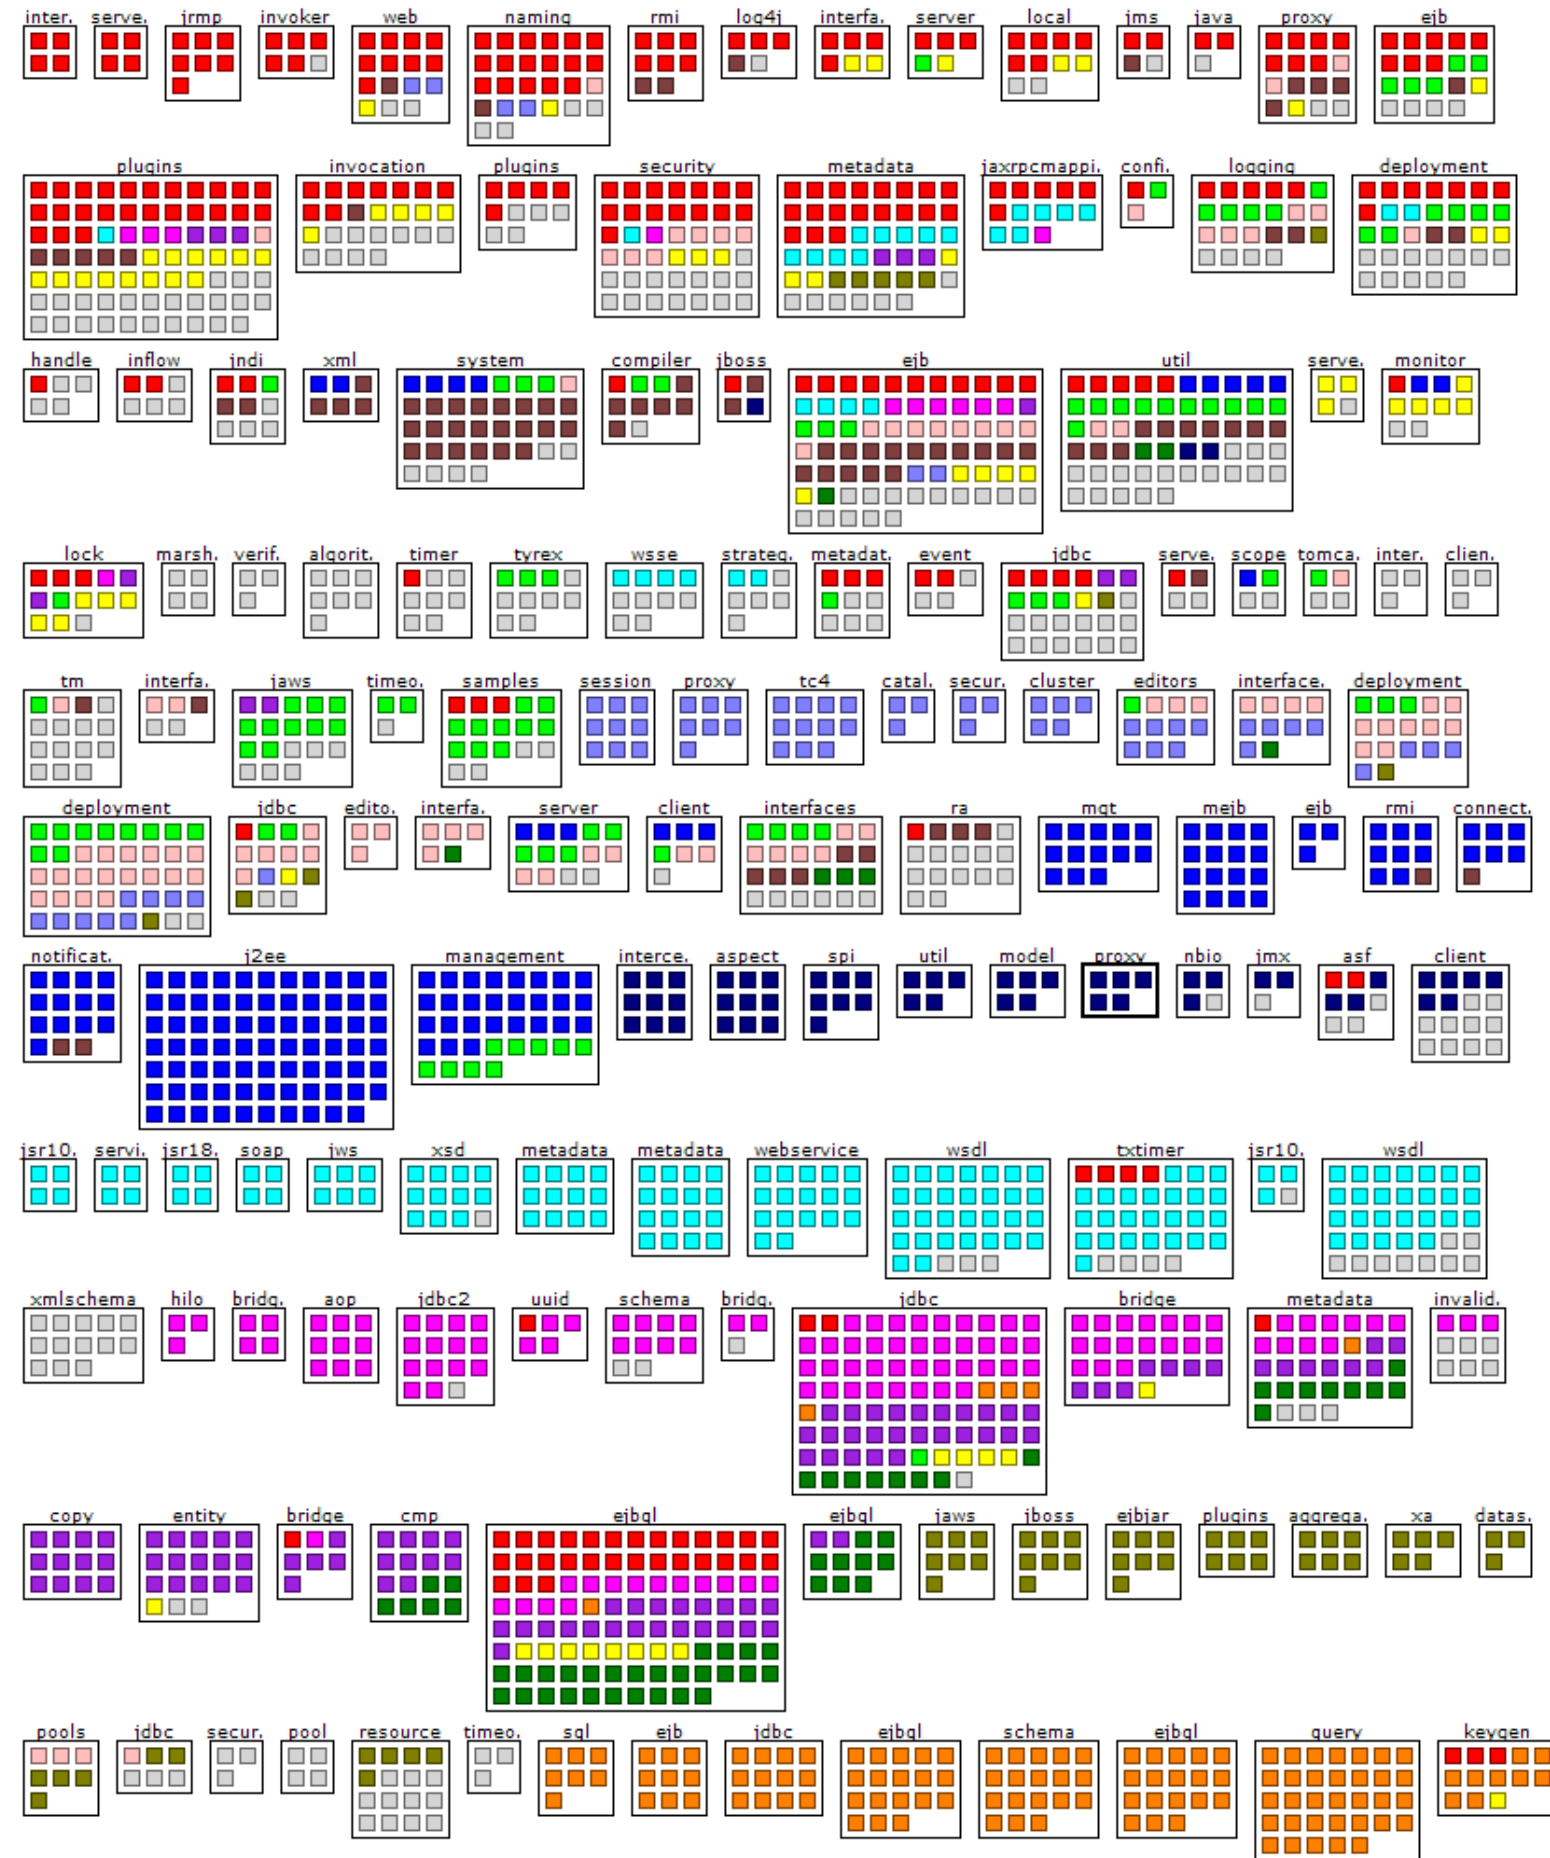 inter. serve. jrmp invoker web naming rmi log4j interfa. server local jms java proxy ejb
plugins invocation plugins security metadata jaxrpcmappi. confi. logging deployment
handle inflow jndi xml system compiler jboss ejb util serve. monitor
lock marsh. verif. algorit. timer tyrex wsse strateg. metadat. event jdbc serve. scope tomca. inter. clien.
tm interfa. jaws timeo. samples session proxy tc4 catal. secur. cluster editors interface. deployment
deployment jdbc edito. interfa. server client interfaces ra mgt mejb ejb rmi connect.
notificat. j2ee management interce. aspect spi util model proxy nbio jmx asf client
jsr10. servi. jsr18. soap jws xsd metadata metadata webservice wsdl txtimer jsr10. wsdl
xmlschema hilo bridg. aop jdbc2 uuid schema bridg. jdbc bridge metadata invalid.
copy entity bridge cmp ejbql ejbql jaws jboss ejbjar plugins aggrega. xa datas.
pools jdbc secur. pool resource timeo. sql ejb jdbc ejbql schema ejbql query keygen